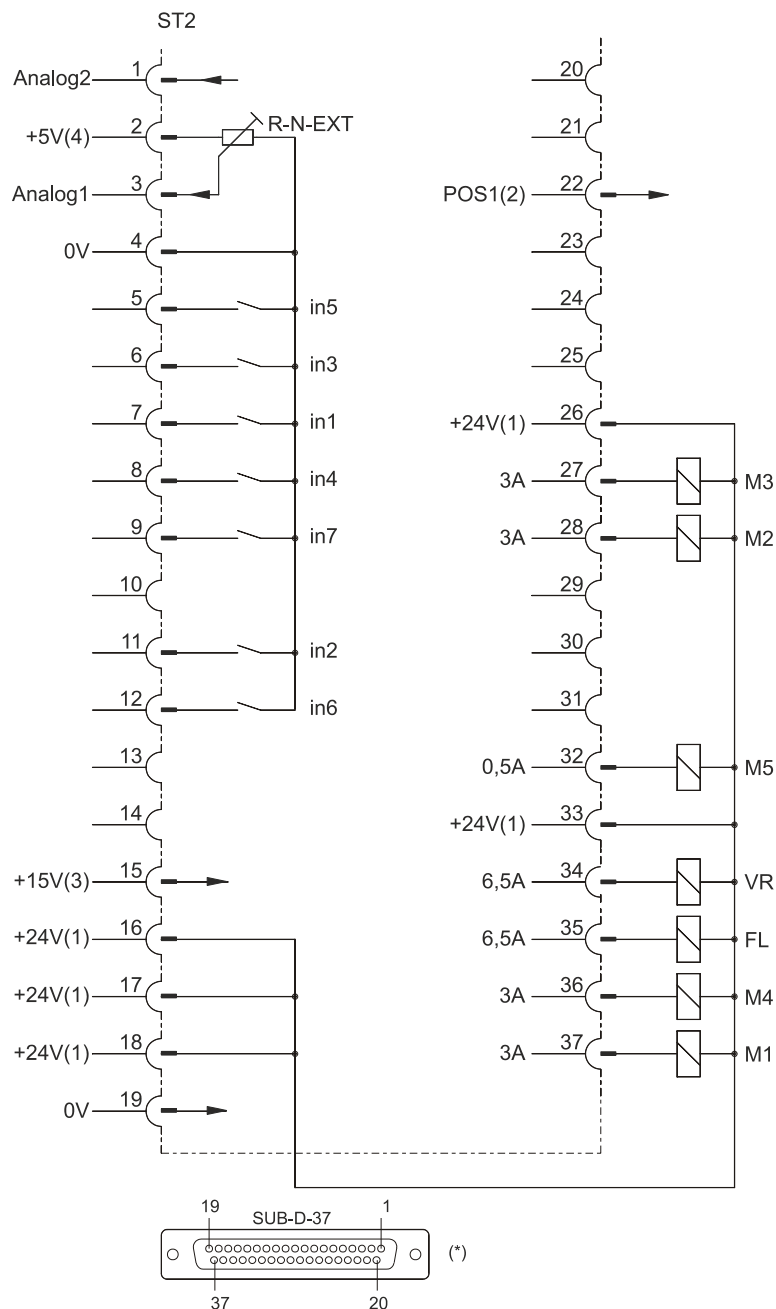 ST2
1
Analog2
2
+5V(4)
R-N-EXT
3
Analog1
4
0V
5
in5
6
in3
7
in1
8
in4
9
in7
10
11
in2
12
in6
13
14
15
+15V(3)
16
+24V(1)
17
+24V(1)
18
+24V(1)
19
0V
20
21
22
POS1(2)
23
24
25
26
+24V(1)
27
3A
M3
28
3A
M2
29
30
31
32
0,5A
M5
33
+24V(1)
34
6,5A
VR
35
6,5A
FL
36
3A
M4
37
3A
M1
19
SUB-D-37
1
(*)
37
20